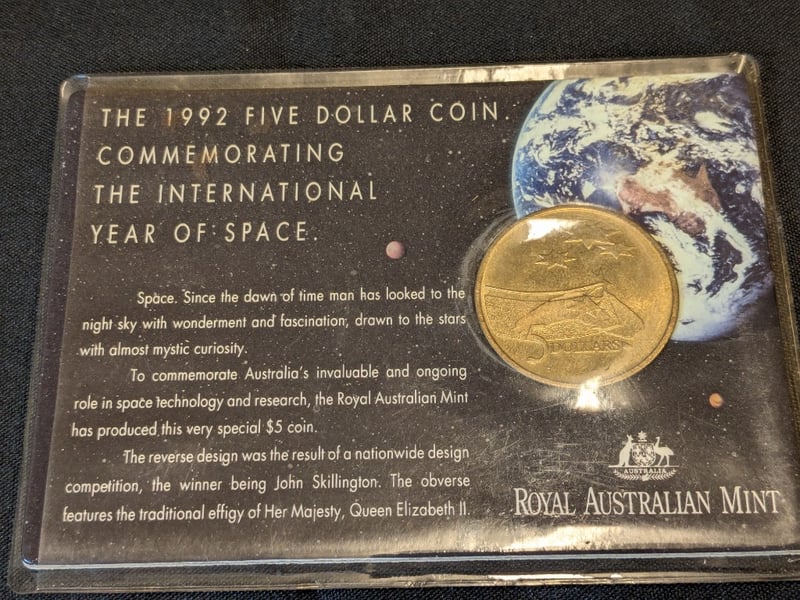 THE 1992 FIVE DOLLAR COIN.
COMMEMORATING
THE INTERNATIONAL
YEAR OF SPACE.
Space. Since the dawn of time man has looked to the
night sky with wonderment and fascination, drawn to the stars
with almost mystic curiosity.
To commemorate Australia's invaluable and ongoing
role in space technology and research, the Royal Australian Mint
has produced this very special $5 coin.
The reverse design was the result of a nationwide design
competition, the winner being John Skillington. The obverse
features the traditional effigy of Her Majesty, Queen Elizabeth II.
5 DOLLARS
AUSTRALIA
ROYAL AUSTRALIAN MINT